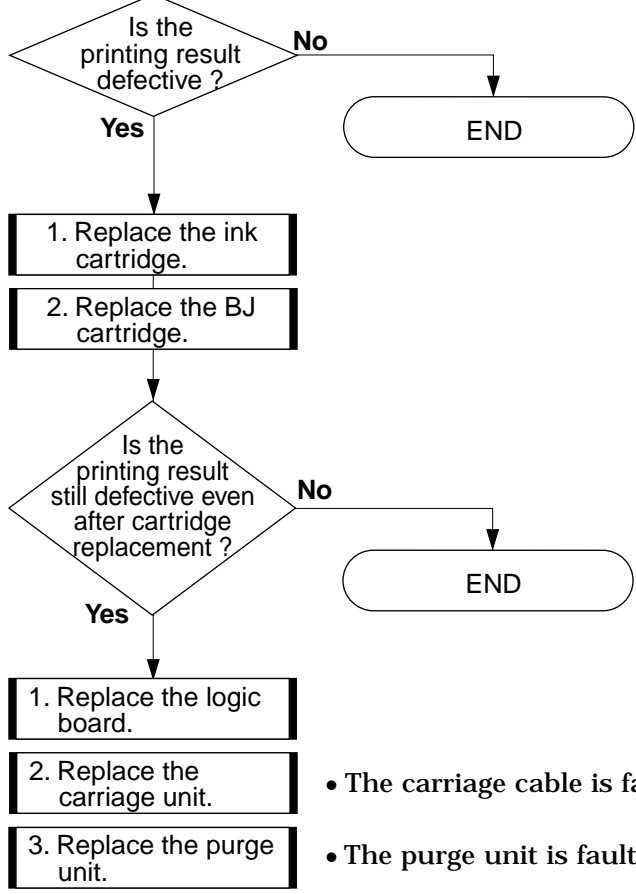 Is the
printing result
defective ?
No
Yes
END
1. Replace the ink
cartridge.
2. Replace the BJ
cartridge.
Is the
printing result
still defective even
after cartridge
replacement ?
No
Yes
END
1. Replace the logic
board.
2. Replace the
carriage unit.
• The carriage cable is
3. Replace the purge
unit.
• The purge unit is